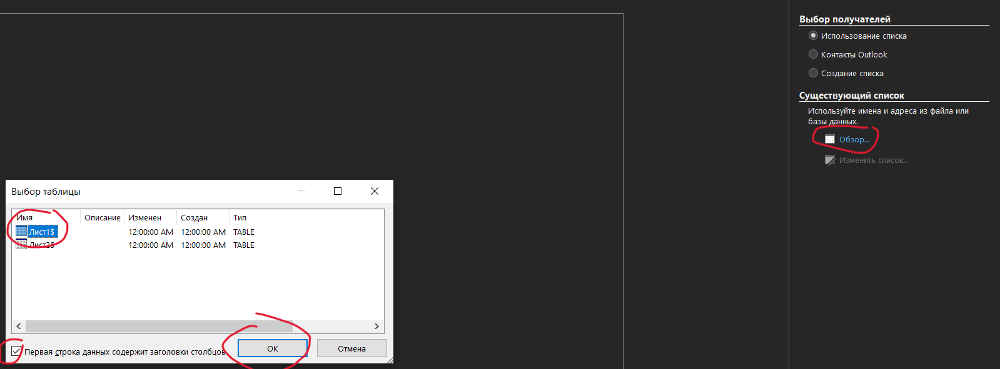 Выбор получателей
Использование списка
Контакты Outlook
Создание списка
Существующий список
Используйте имена и адреса из файла или
базы данных.
Обзор...
Изменить список...
Выбор таблицы
Имя Описание Изменен Создан Тип
Лист1$ 12:00:00 AM 12:00:00 AM TABLE
Лист2$ 12:00:00 AM 12:00:00 AM TABLE
Первая строка данных содержит заголовки столбцов
ОК Отмена